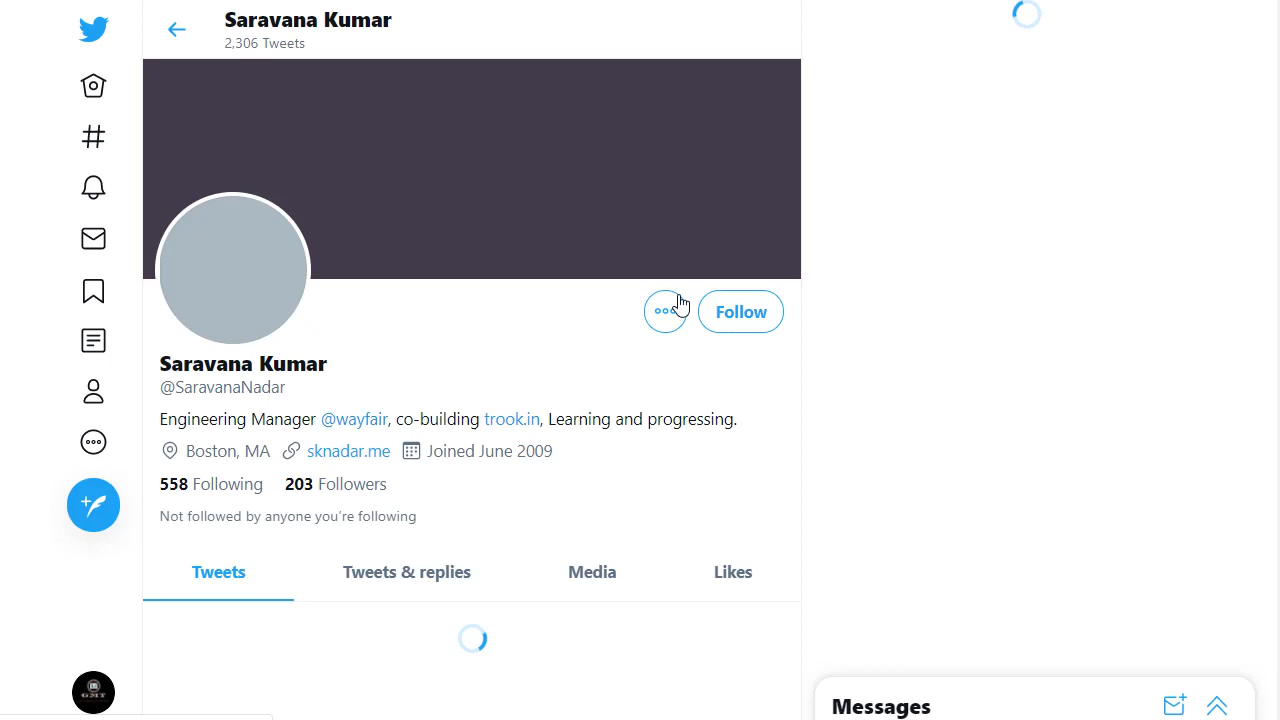 Saravana Kumar
2,306 Tweets
Follow
Saravana Kumar
@SaravanaNadar
Engineering Manager @wayfair, co-building trook.in, Learning and progressing.
Boston, MA sknadar.me Joined June 2009
558 Following 203 Followers
Not followed by anyone you're following
Tweets Tweets & replies Media Likes
GMT
Messages